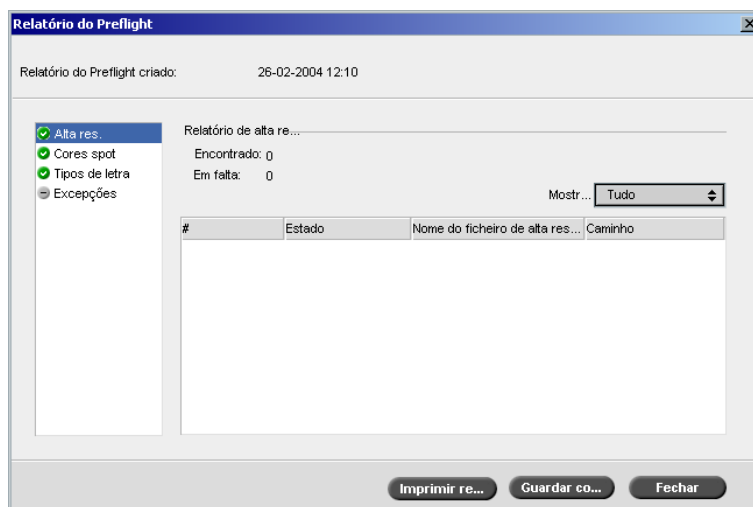 Relatório do Preflight
Relatório do Preflight criado: 26-02-2004 12:10
Alta res.
Cores spot
Tipos de letra
Excepções
Relatório de alta re...
Encontrado: 0
Em falta: 0
Mostr... Tudo
# Estado Nome do ficheiro de alta res... Caminho
Imprimir re... Guardar co... Fechar